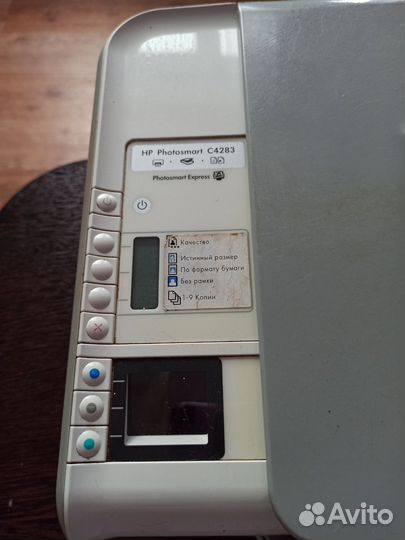 HP Photosmart C4283
Photosmart Express
Качество
Истинный размер
По формату бумаги
Без рамки
1-9 Копии
Avito